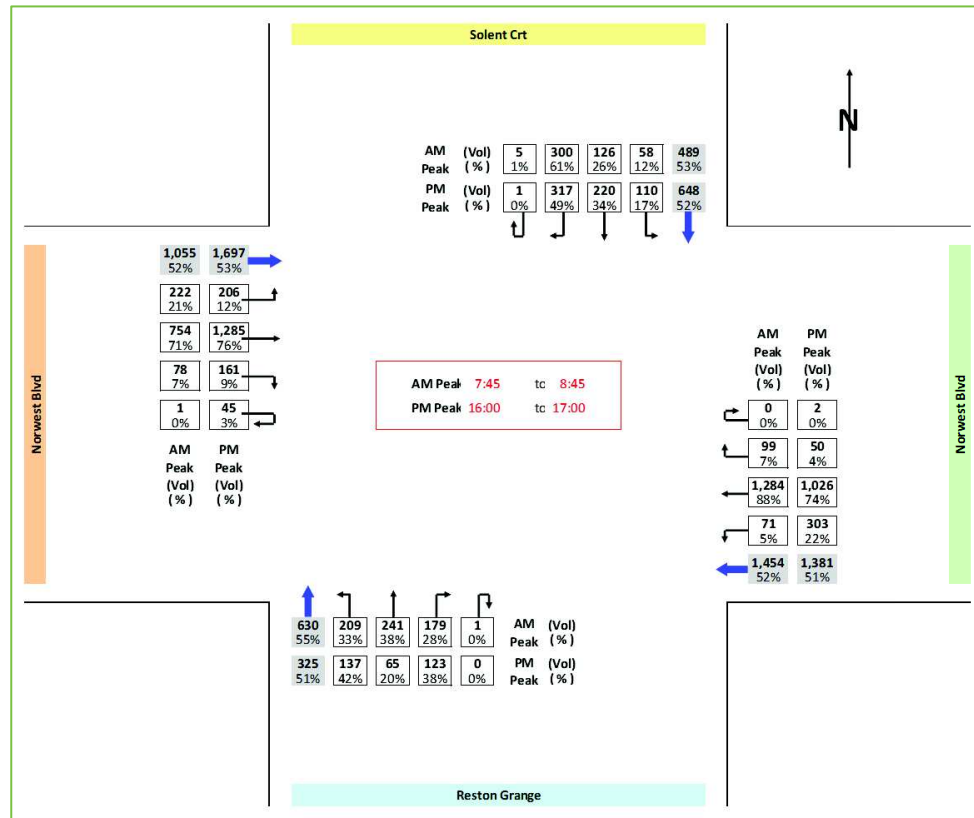 Solent Crt
N
AM (Vol) 5 300 126 58 489
Peak (%) 1% 61% 26% 12% 53%
PM (Vol) 1 317 220 110 648
Peak (%) 0% 49% 34% 17% 52%
Norwest Blvd
1,055 1,697
52% 53%
222 206
21% 12%
754 1,285
71% 76%
78 161
7% 9%
1 45
0% 3%
AM PM
Peak Peak
(Vol) (Vol)
(%) (%)
AM Peak 7:45 to 8:45
PM Peak 16:00 to 17:00
AM PM
Peak Peak
(Vol) (Vol)
(%) (%)
0 2
0% 0%
99 50
7% 4%
1,284 1,026
88% 74%
71 303
5% 22%
1,454 1,381
52% 51%
Norwest Blvd
630 209 241 179 1 AM (Vol)
55% 33% 38% 28% 0% Peak (%)
325 137 65 123 0 PM (Vol)
51% 42% 20% 38% 0% Peak (%)
Reston Grange